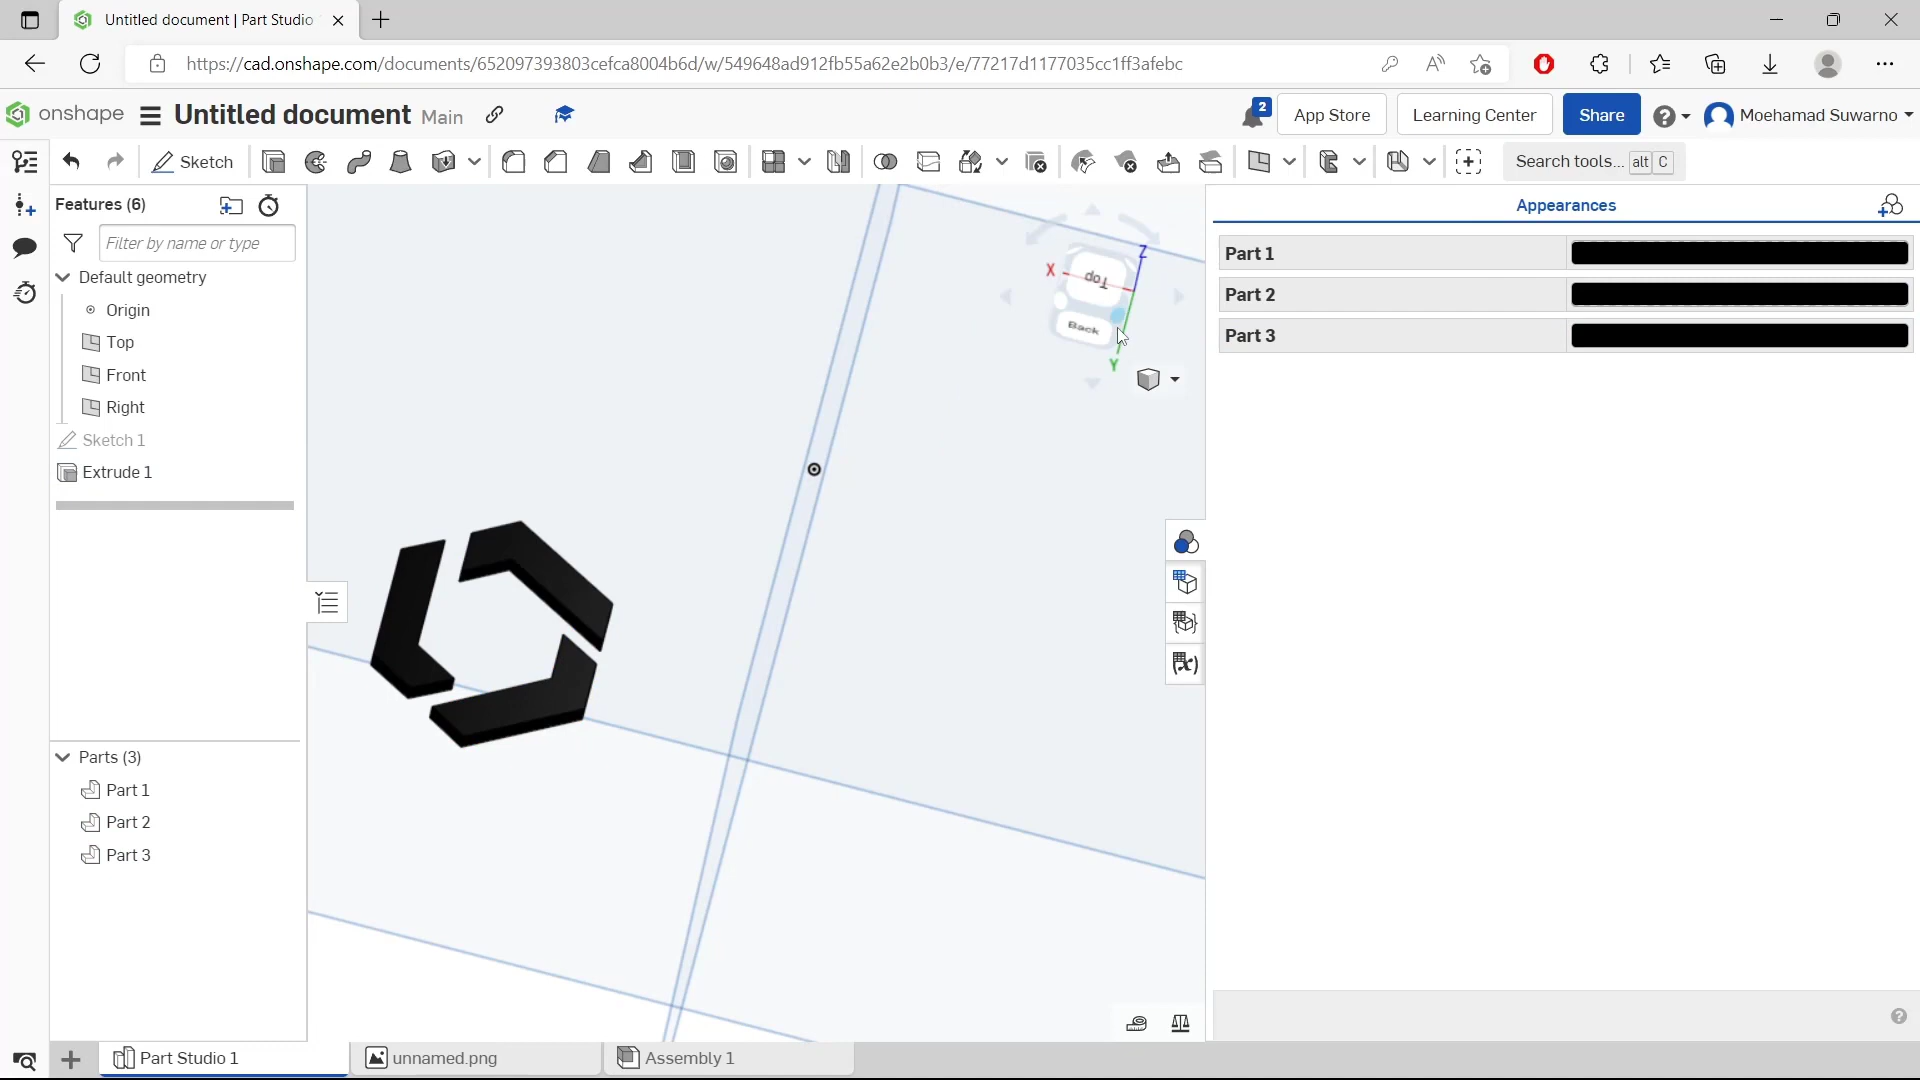 Untitled document | Part Studio
https://cad.onshape.com/documents/652097393803cefca8004b6d/w/549648ad912fb55a62e2b0b3/e/77217d1177035cc1ff3afebc
onshape
Untitled document Main
2
App Store
Learning Center
Share
Moehamad Suwarno
Sketch
Search tools... alt C
Features (6)
Filter by name or type
Default geometry
Origin
Top
Front
Right
Sketch 1
Extrude 1
Parts (3)
Part 1
Part 2
Part 3
Z
X
Top
Back
Y
Appearances
Part 1
Part 2
Part 3
Part Studio 1
unnamed.png
Assembly 1